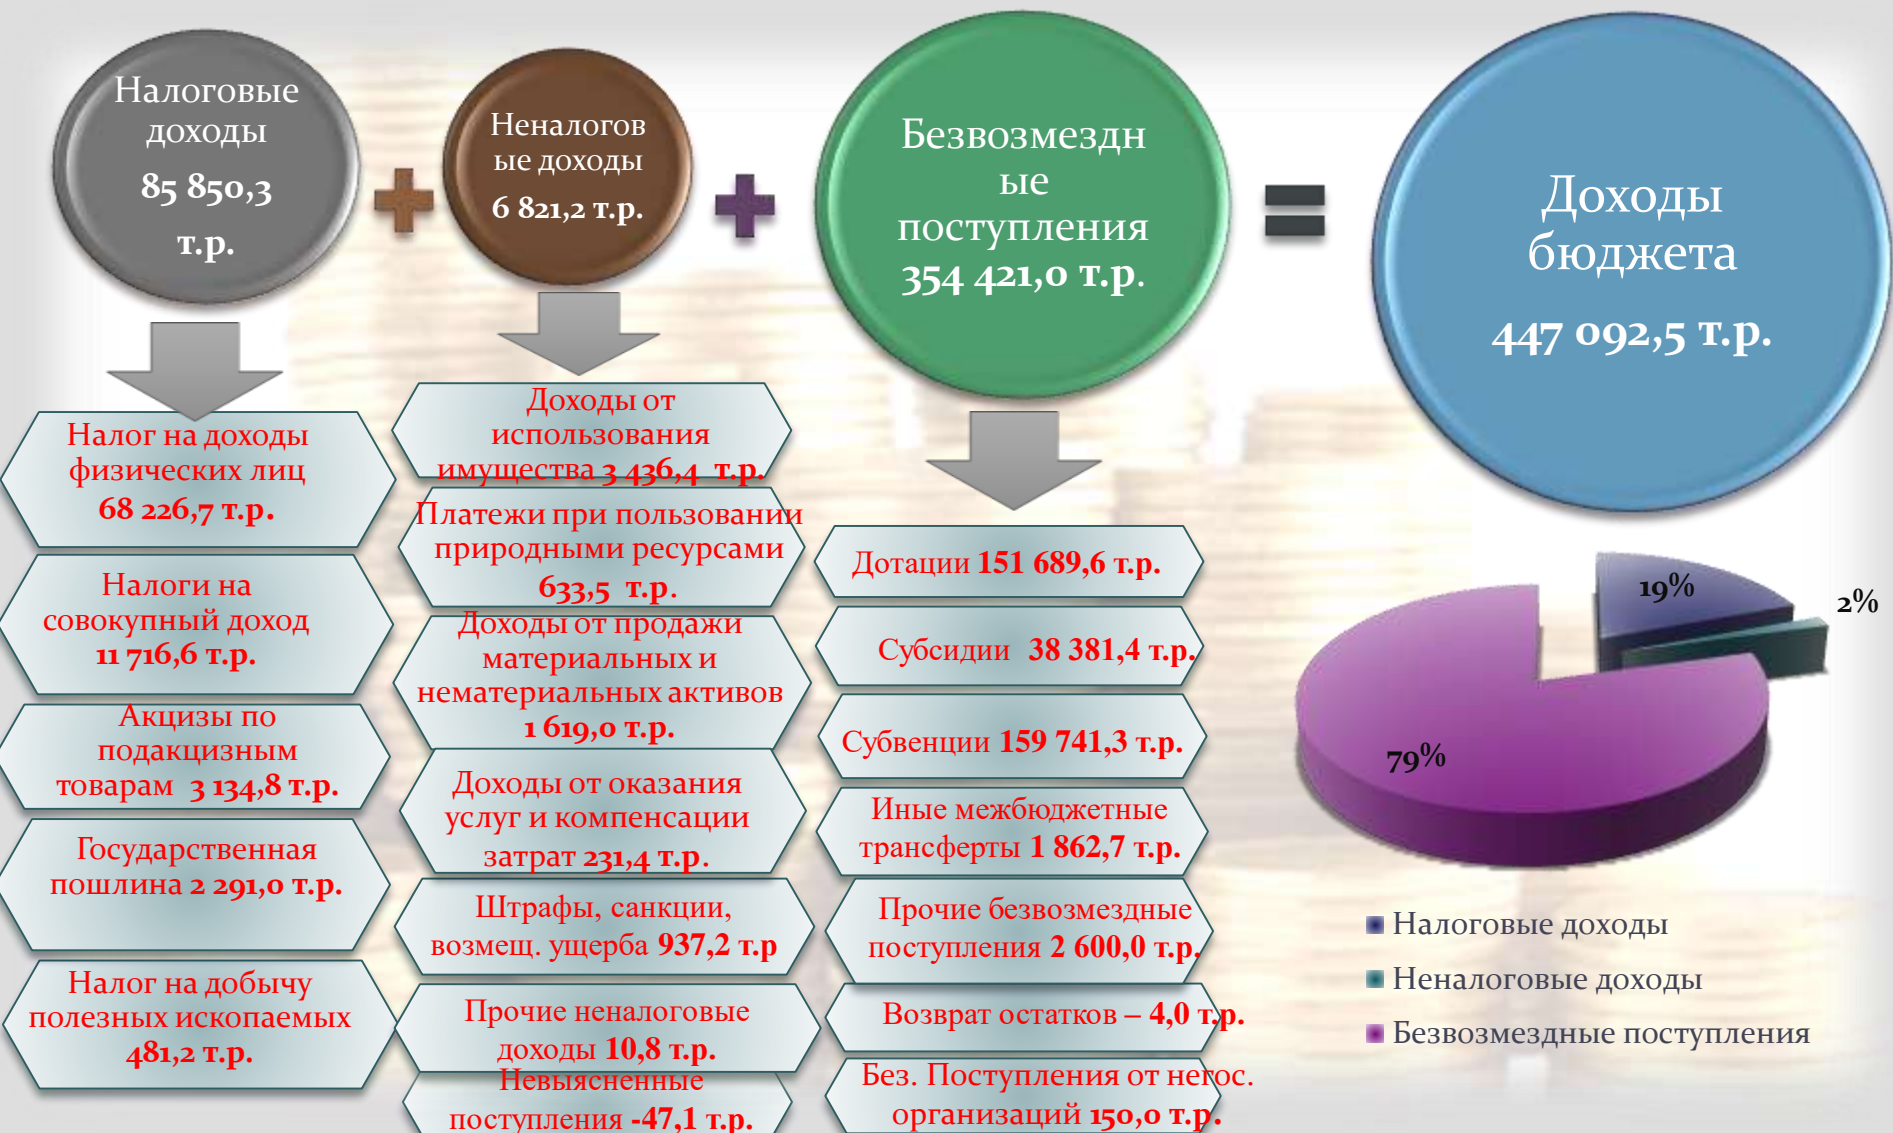 Налоговые
доходы
85 850,3
т.р.
Неналогов
ые доходы
6 821,2 т.р.
Безвозмездн
ые
поступления
354 421,0 т.р.
Доходы
бюджета
447 092,5 т.р.
Налог на доходы
физических лиц
68 226,7 т.р.
Налоги на
совокупный доход
11 716,6 т.р.
Акцизы по
подакцизным
товарам 3 134,8 т.р.
Государственная
пошлина 2 291,0 т.р.
Налог на добычу
полезных ископаемых
481,2 т.р.
Доходы от
использования
имущества 3 436,4 т.р.
Платежи при пользовании
природными ресурсами
633,5 т.р.
Доходы от продажи
материальных и
нематериальных активов
1 619,0 т.р.
Доходы от оказания
услуг и компенсации
затрат 231,4 т.р.
Штрафы, санкции,
возмещ. ущерба 937,2 т.р
Прочие неналоговые
доходы 10,8 т.р.
Невыясненные
поступления -47,1 т.р.
Дотации 151 689,6 т.р.
Субсидии 38 381,4 т.р.
Субвенции 159 741,3 т.р.
Иные межбюджетные
трансферты 1 862,7 т.р.
Прочие безвозмездные
поступления 2 600,0 т.р.
Возврат остатков – 4,0 т.р.
Без. Поступления от негос.
организаций 150,0 т.р.
19%
2%
79%
Налоговые доходы
Неналоговые доходы
Безвозмездные поступления